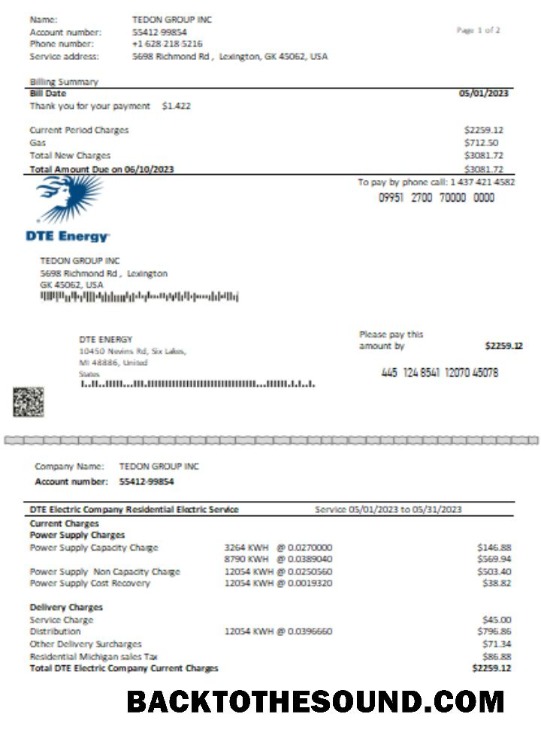 Name: TEDON GROUP INC
Page 1 of 2
Account number: 55412-99854
Phone number: +1 628 218 5216
Service address: 5698 Richmond Rd , Lexington, GK 45062, USA
Billing Summary
Bill Date 05/01/2023
Thank you for your payment $1.422
Current Period Charges $2259.12
Gas $712.50
Total New Charges $3081.72
Total Amount Due on 06/10/2023 $3081.72
To pay by phone call: 1 437 421 4582
09951 2700 70000 0000
DTE Energy
TEDON GROUP INC
5698 Richmond Rd , Lexington
GK 45062, USA
DTE ENERGY
10450 Nevins Rd, Six Lakes,
MI 48886, United
States
Please pay this
amount by $2259.12
445 124 8541 12070 45078
Company Name: TEDON GROUP INC
Account number: 55412-99854
DTE Electric Company Residential Electric Service Service 05/01/2023 to 05/31/2023
Current Charges
Power Supply Charges
Power Supply Capacity Charge 3264 KWH @ 0.0270000 $146.88
8790 KWH @ 0.0389040 $569.94
Power Supply Non Capacity Charge 12054 KWH @ 0.0250560 $503.40
Power Supply Cost Recovery 12054 KWH @ 0.0019320 $38.82
Delivery Charges
Service Charge $45.00
Distribution 12054 KWH @ 0.0396660 $796.86
Other Delivery Surcharges $71.34
Residential Michigan sales Tax $86.88
Total DTE Electric Company Current Charges $2259.12
BACKTOTHESOUND.COM